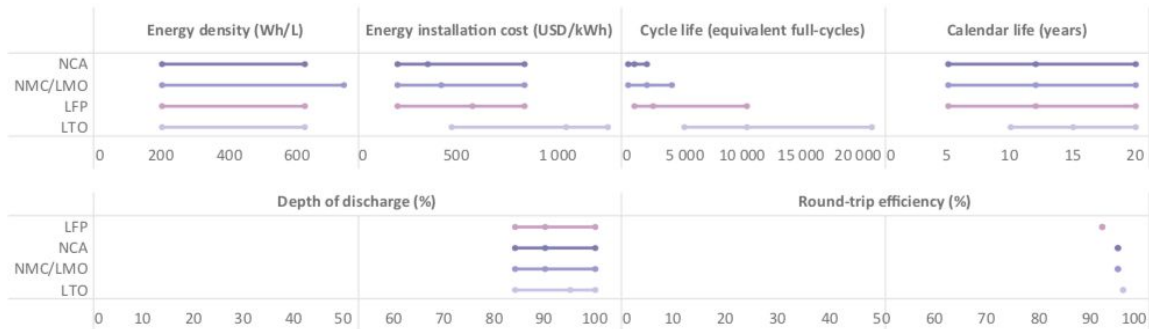 Energy density (Wh/L) Energy installation cost (USD/kWh) Cycle life (equivalent full-cycles) Calendar life (years)
NCA
NMC/LMO
LFP
LTO
0 200 400 600 0 500 1 000 0 5 000 10 000 15 000 20 000 0 5 10 15 20
Depth of discharge (%) Round-trip efficiency (%)
LFP
NCA
NMC/LMO
LTO
0 10 20 30 40 50 60 70 80 90 100 0 10 20 30 40 50 60 70 80 90 100